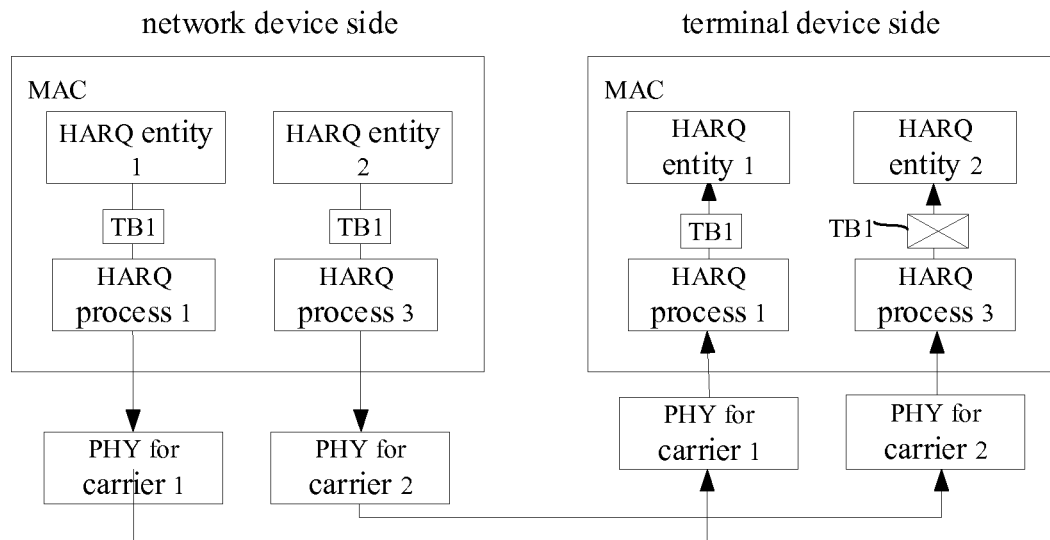 network device side
MAC
HARQ entity
1
HARQ entity
2
TB1
TB1
HARQ
process 1
HARQ
process 3
PHY for
carrier 1
PHY for
carrier 2
terminal device side
MAC
HARQ
entity 1
HARQ
entity 2
TB1
TB1
HARQ
process 1
HARQ
process 3
PHY for
carrier 1
PHY for
carrier 2